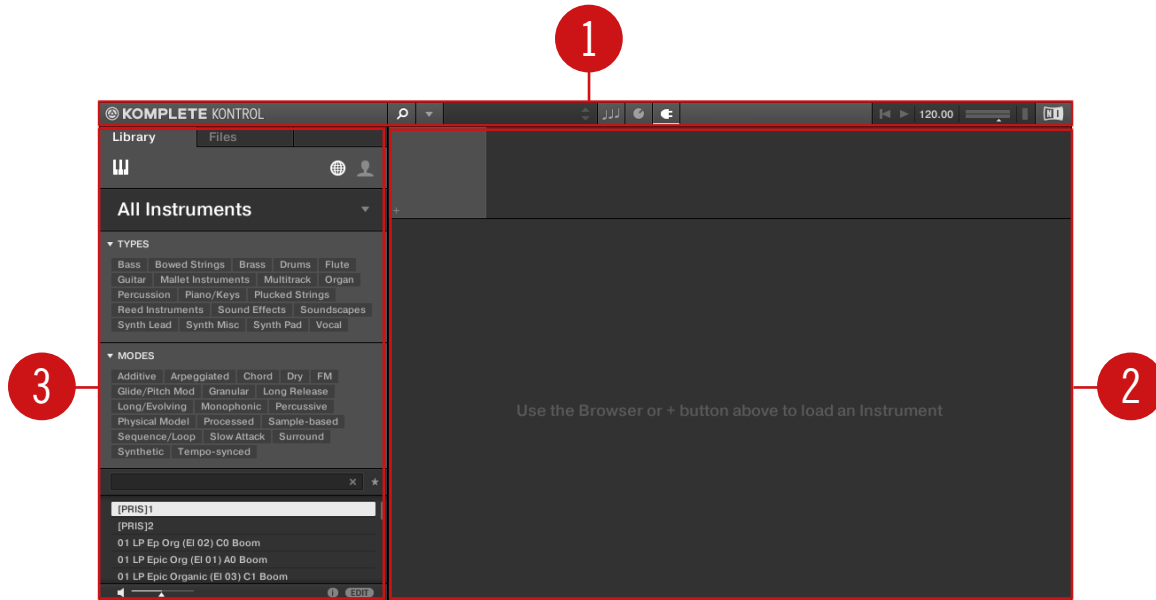 1
KOMPLETE KONTROL
120.00
Library Files
All Instruments
TYPES
Bass Bowed Strings Brass Drums Flute
Guitar Mallet Instruments Multitrack Organ
Percussion Piano/Keys Plucked Strings
Reed Instruments Sound Effects Soundscapes
Synth Lead Synth Misc Synth Pad Vocal
MODES
Additive Arpeggiated Chord Dry FM
Glide/Pitch Mod Granular Long Release
Long/Evolving Monophonic Percussive
Physical Model Processed Sample-based
Sequence/Loop Slow Attack Surround
Synthetic Tempo-synced
[PRIS]1
[PRIS]2
01 LP Ep Org (El 02) C0 Boom
01 LP Epic Org (El 01) A0 Boom
01 LP Epic Organic (El 03) C1 Boom
EDIT
3
+
Use the Browser or + button above to load an Instrument
2